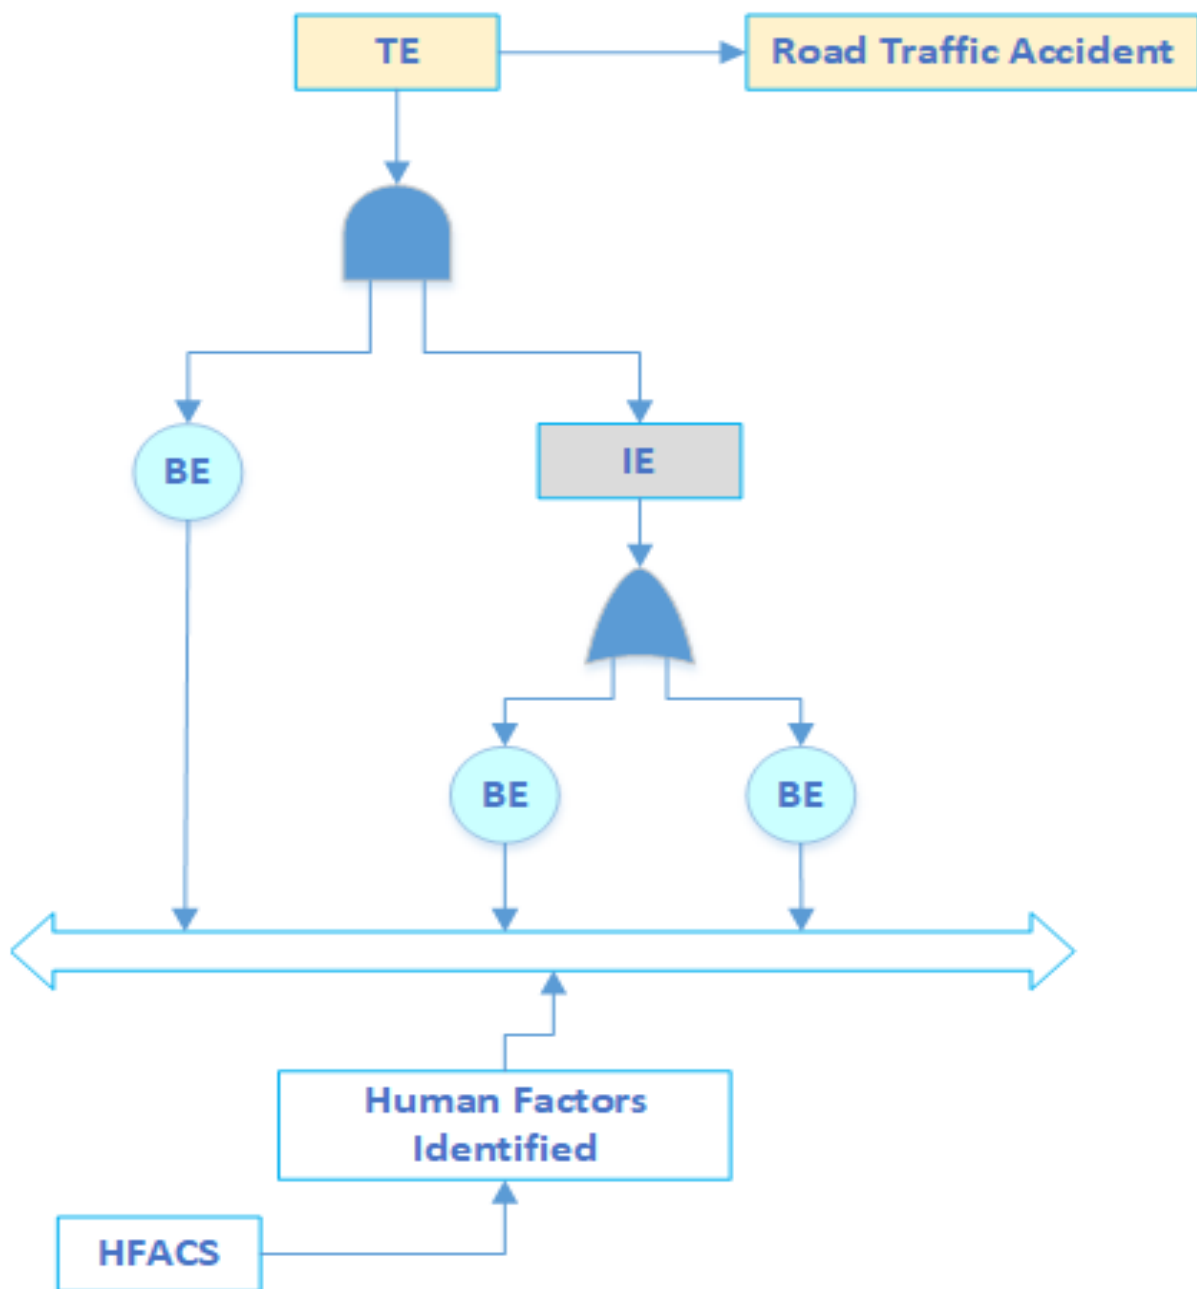 TE
Road Traffic Accident
BE
IE
BE
BE
Human Factors
Identified
HFACS